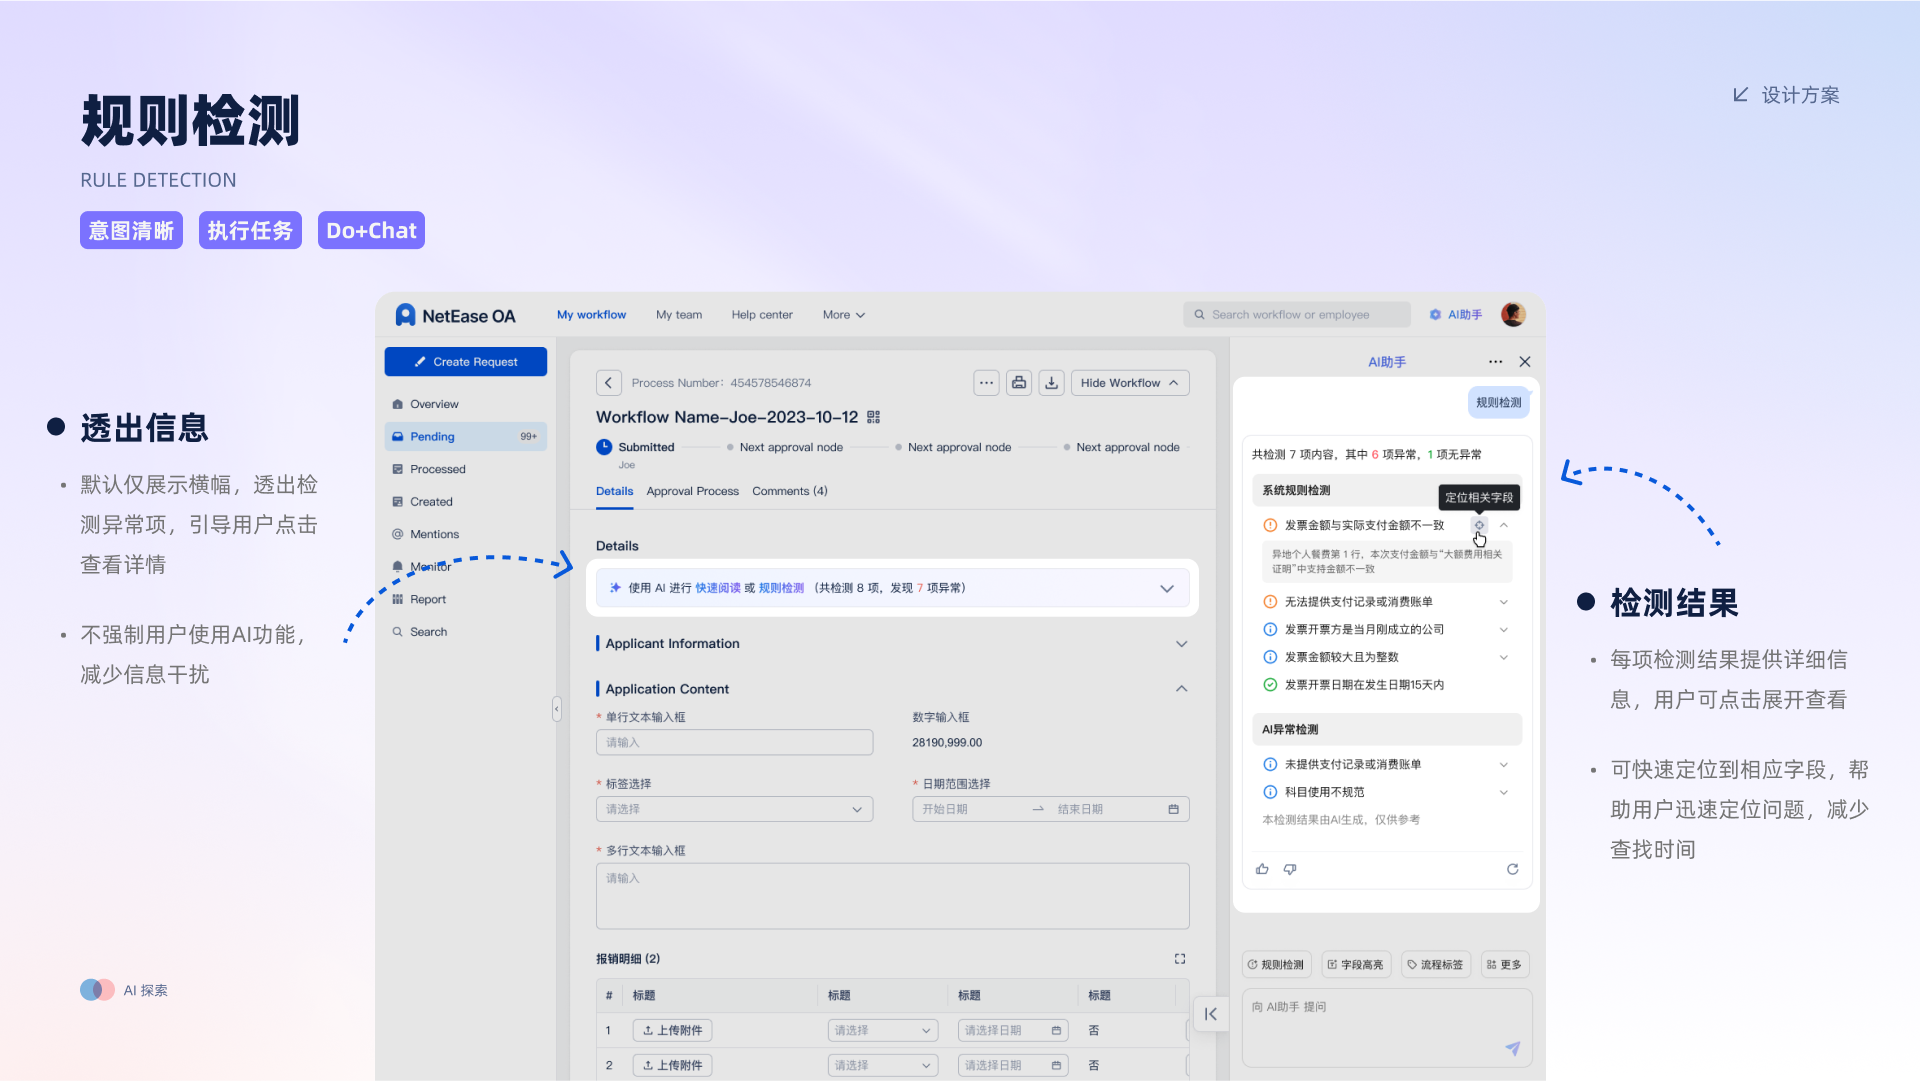 规则检测
RULE DETECTION
意图清晰 执行任务 Do+Chat
设计方案
透出信息
• 默认仅展示横幅，透出检
测异常项，引导用户点击
查看详情
• 不强制用户使用AI功能，
减少信息干扰
AI 探索
NetEase OA
My workflow My team Help center More
Search workflow or employee
AI助手
Create Request
Overview
Pending 99+
Processed
Created
Mentions
Monitor
Report
Search
Process Number： 454578546874
Hide Workflow
Workflow Name–Joe–2023–10–12
Submitted Next approval node Next approval node Next approval node
Joe
Details Approval Process Comments (4)
Details
使用 AI 进行 快速阅读 或 规则检测 （共检测 8 项，发现 7 项异常）
Applicant Information
Application Content
* 单行文本输入框 数字输入框
请输入 28190,999.00
* 标签选择 * 日期范围选择
请选择 开始日期 结束日期
* 多行文本输入框
请输入
报销明细 (2)
# 标题 标题 标题 标题
1 上传附件 请选择 请选择日期 否
2 上传附件 请选择 请选择日期 否
AI助手
规则检测
共检测 7 项内容，其中 6 项异常，1 项无异常
系统规则检测
定位相关字段
发票金额与实际支付金额不一致
异地个人餐费第 1 行，本次支付金额与“大额费用相关
证明”中支持金额不一致
无法提供支付记录或消费账单
发票开票方是当月刚成立的公司
发票金额较大且为整数
发票开票日期在发生日期15天内
AI异常检测
未提供支付记录或消费账单
科目使用不规范
本检测结果由AI生成，仅供参考
规则检测 字段高亮 流程标签 更多
向 AI助手 提问
检测结果
• 每项检测结果提供详细信
息，用户可点击展开查看
• 可快速定位到相应字段，帮
助用户迅速定位问题，减少
查找时间